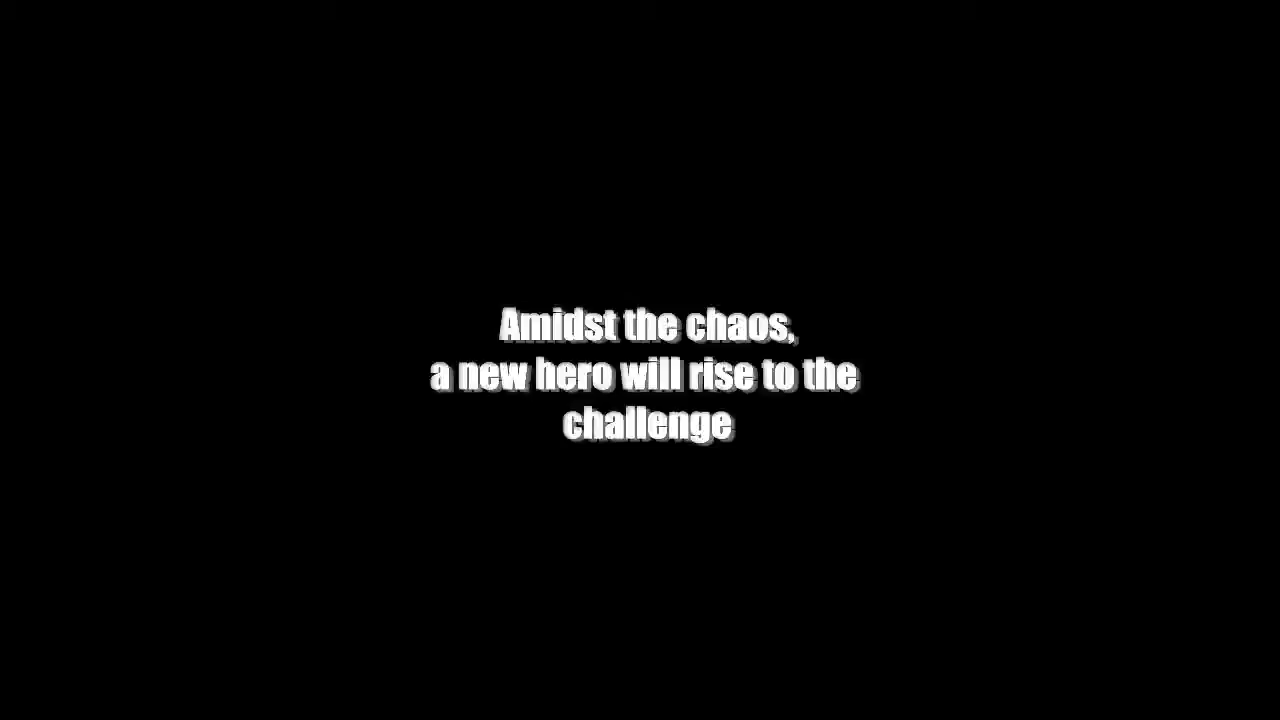 Amidst the chaos,
a new hero will rise to the
challenge